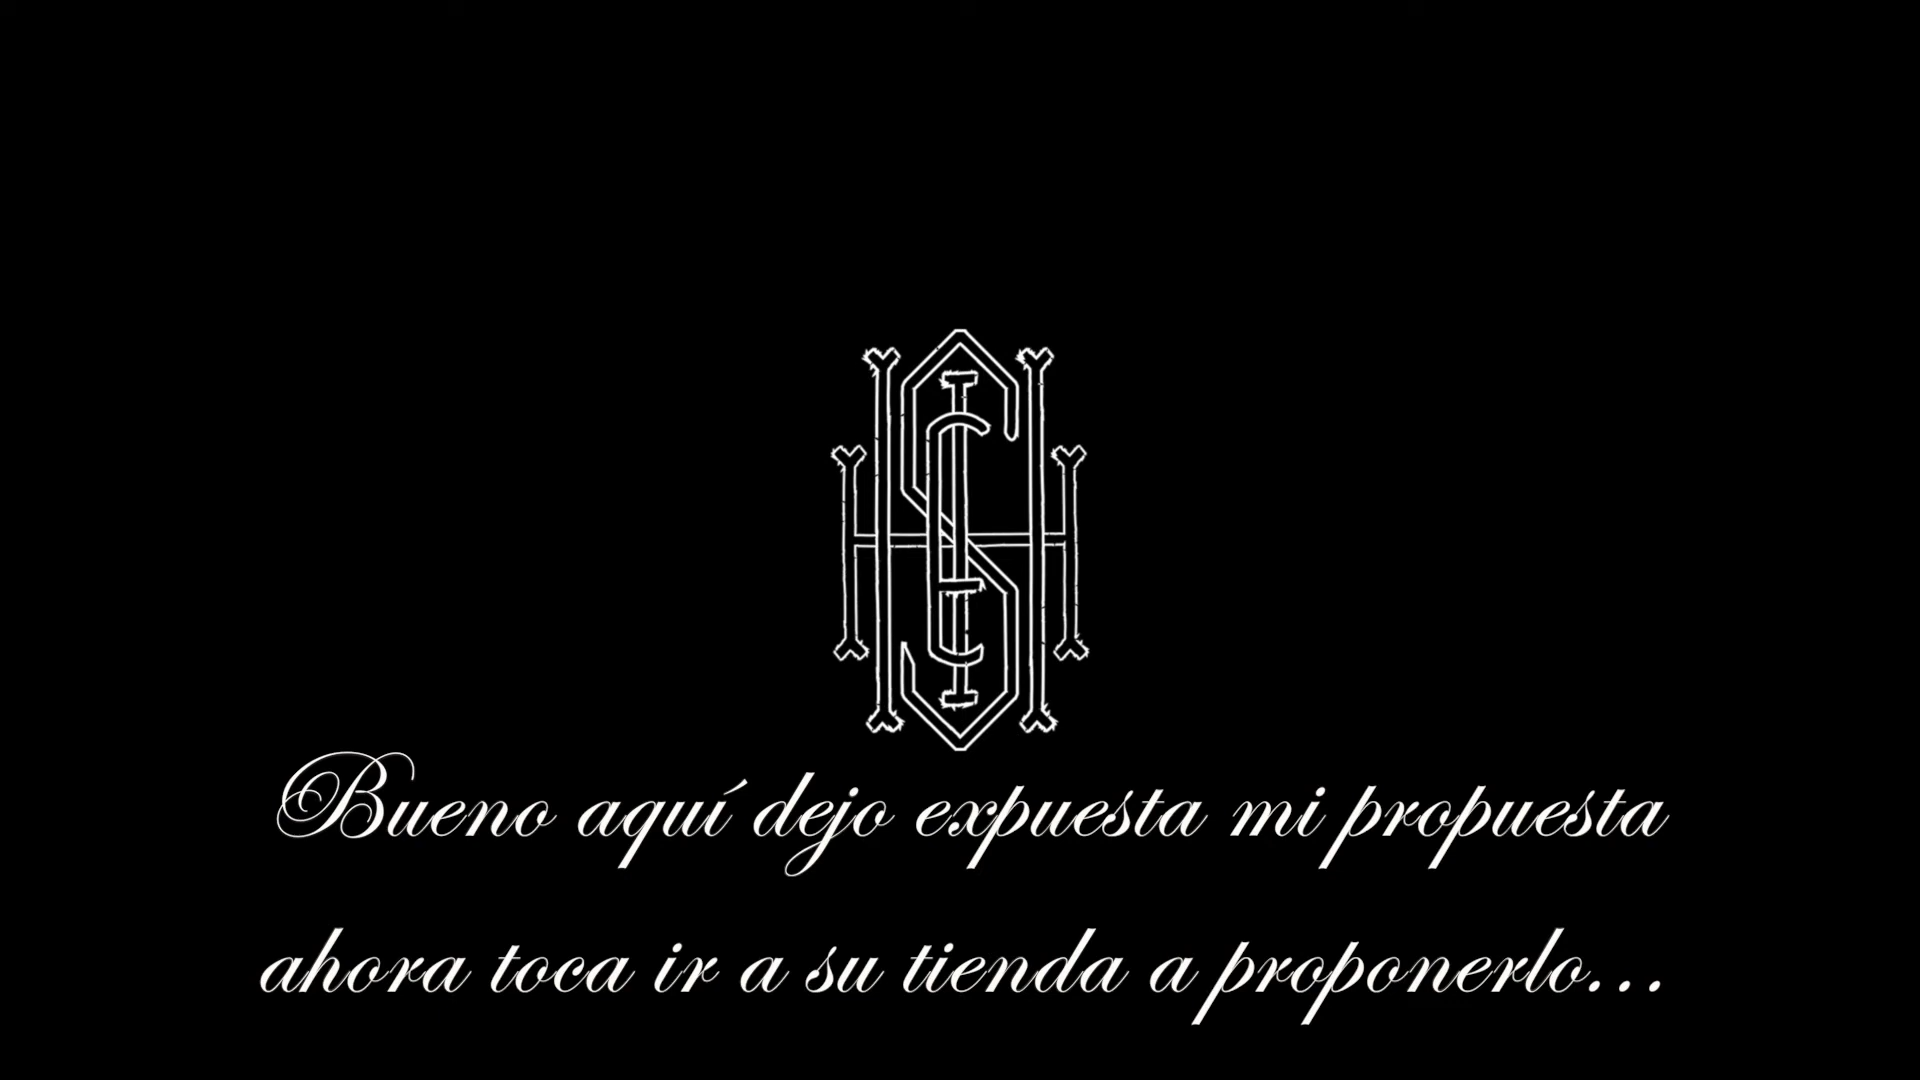 Bueno aquí dejo expuesta mi propuesta
ahora toca ir a su tienda a proponerlo...